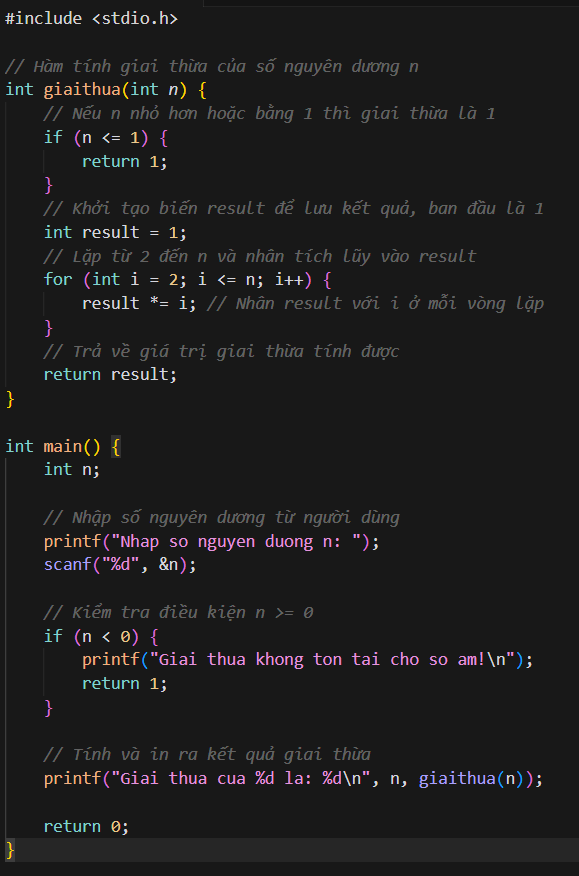 #include <stdio.h>
// Hàm tính giai thừa của số nguyên dương n
int giaithua(int n) {
// Nếu n nhỏ hơn hoặc bằng 1 thì giai thừa là 1
if (n <= 1) {
return 1;
}
// Khởi tạo biến result để lưu kết quả, ban đầu là 1
int result = 1;
// Lặp từ 2 đến n và nhân tích lũy vào result
for (int i = 2; i <= n; i++) {
result *= i; // Nhân result với i ở mỗi vòng lặp
}
// Trả về giá trị giai thừa tính được
return result;
}
int main() {
int n;
// Nhập số nguyên dương từ người dùng
printf("Nhap so nguyen duong n: ");
scanf("%d", &n);
// Kiểm tra điều kiện n >= 0
if (n < 0) {
printf("Giai thua khong ton tai cho so am!\n");
return 1;
}
// Tính và in ra kết quả giai thừa
printf("Giai thua cua %d la: %d\n", n, giaithua(n));
return 0;
}